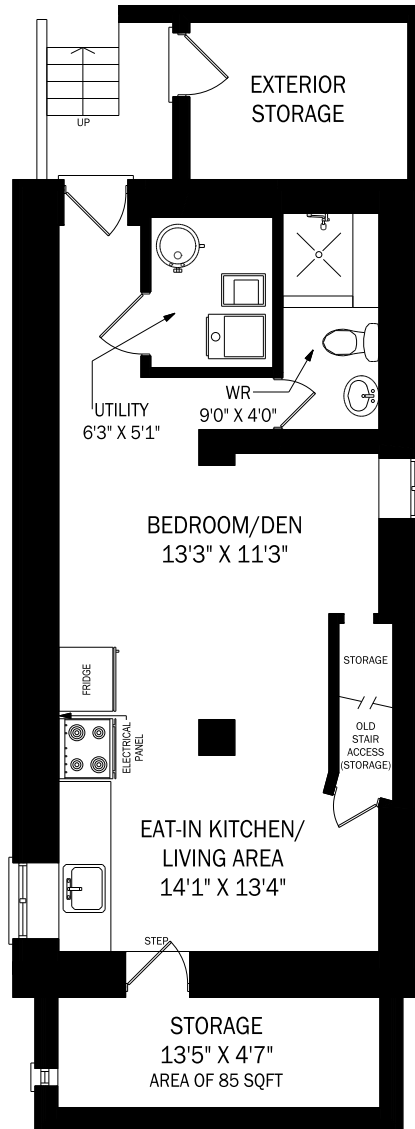 EXTERIOR
STORAGE
UP
UTILITY
6'3" X 5'1"
WR
9'0" X 4'0"
BEDROOM/DEN
13'3" X 11'3"
FRIDGE
STORAGE
ELECTRICAL
PANEL
OLD
STAIR
ACCESS
(STORAGE)
EAT-IN KITCHEN/
LIVING AREA
14'1" X 13'4"
STEP
STORAGE
13'5" X 4'7"
AREA OF 85 SQFT